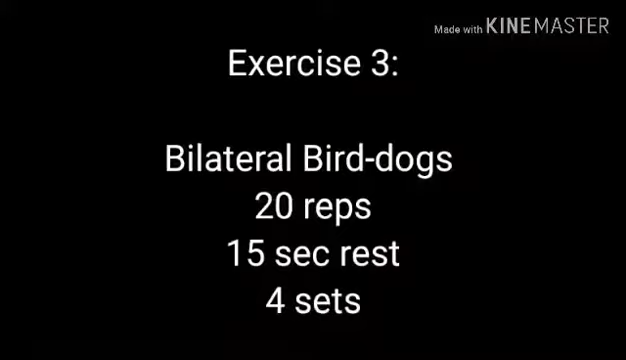 Made with KINEMASTER
Exercise 3:
Bilateral Bird-dogs
20 reps
15 sec rest
4 sets